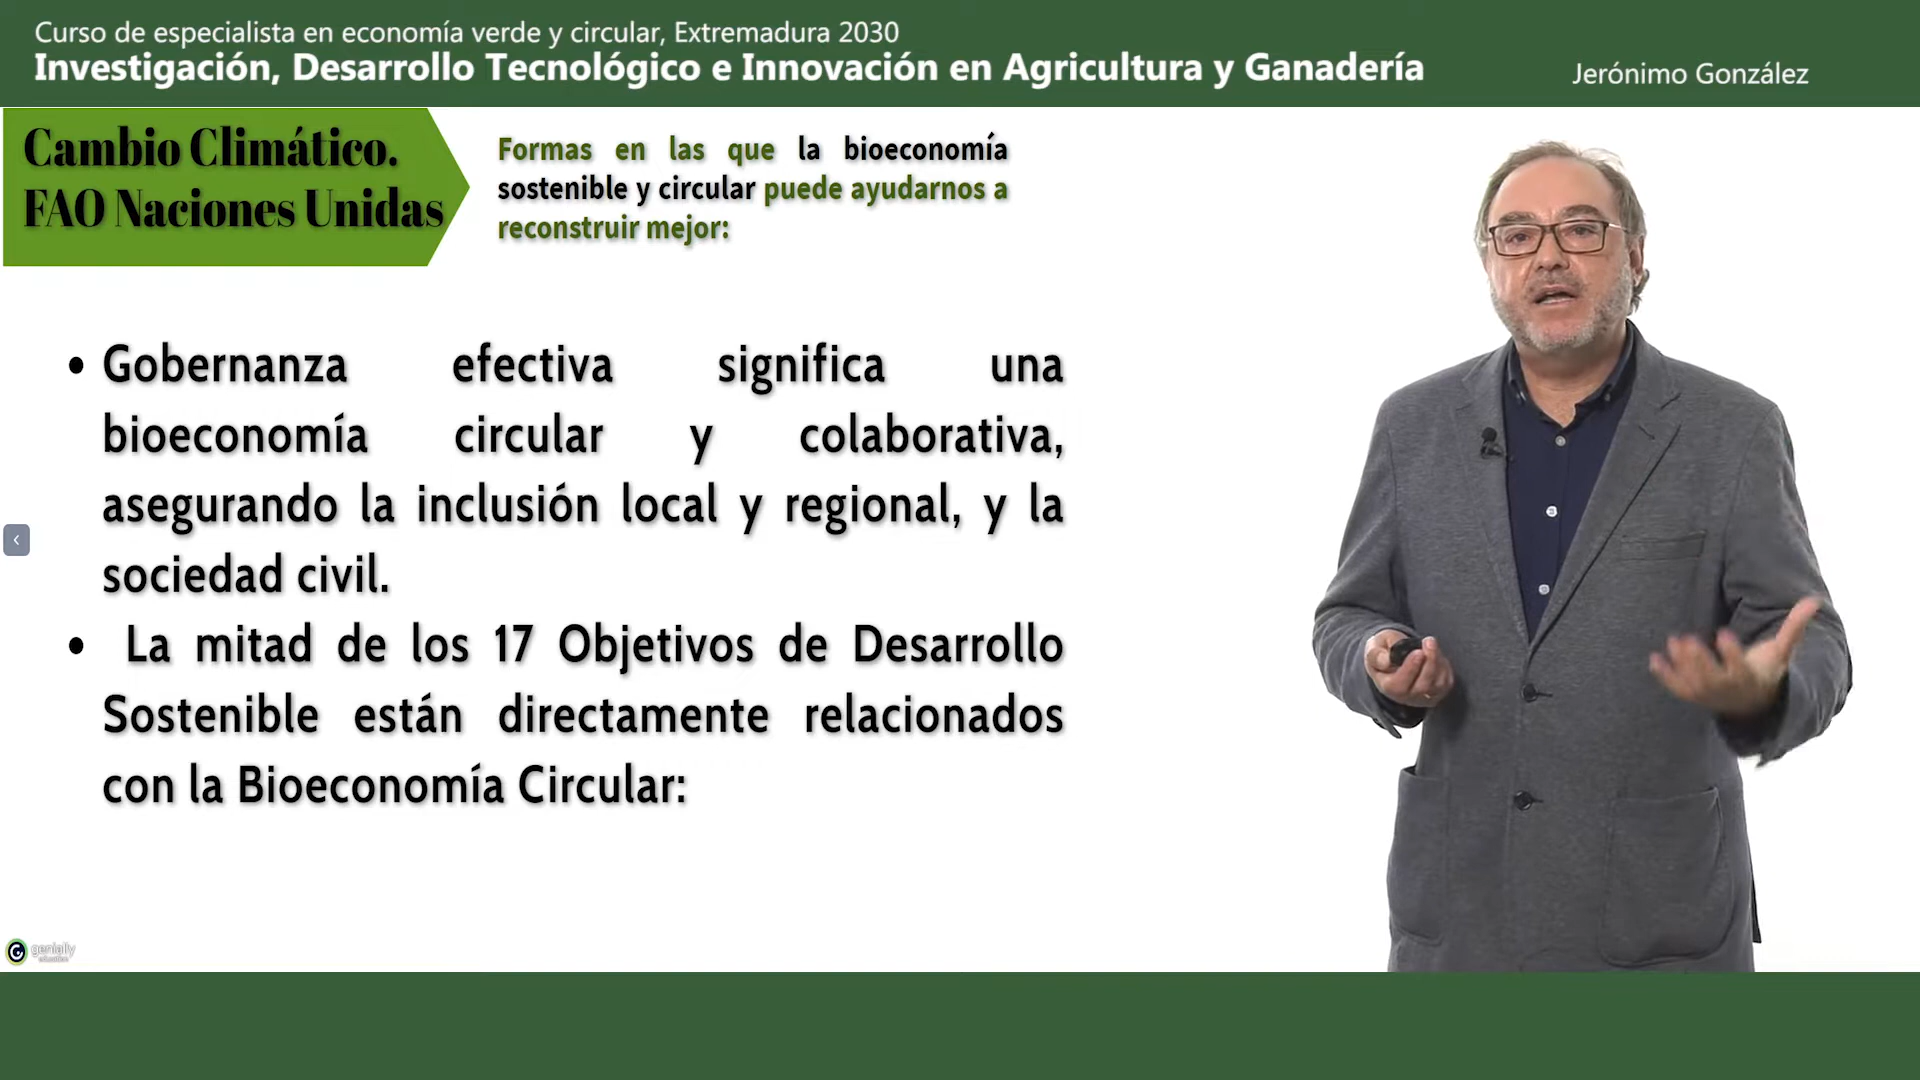 Curso de especialista en economía verde y circular, Extremadura 2030
Investigación, Desarrollo Tecnológico e Innovación en Agricultura y Ganadería
Jerónimo González
Cambio Climático.
FAO Naciones Unidas
Formas en las que la bioeconomía
sostenible y circular puede ayudarnos a
reconstruir mejor:
• Gobernanza efectiva significa una
bioeconomía circular y colaborativa,
asegurando la inclusión local y regional, y la
sociedad civil.
• La mitad de los 17 Objetivos de Desarrollo
Sostenible están directamente relacionados
con la Bioeconomía Circular:
genially